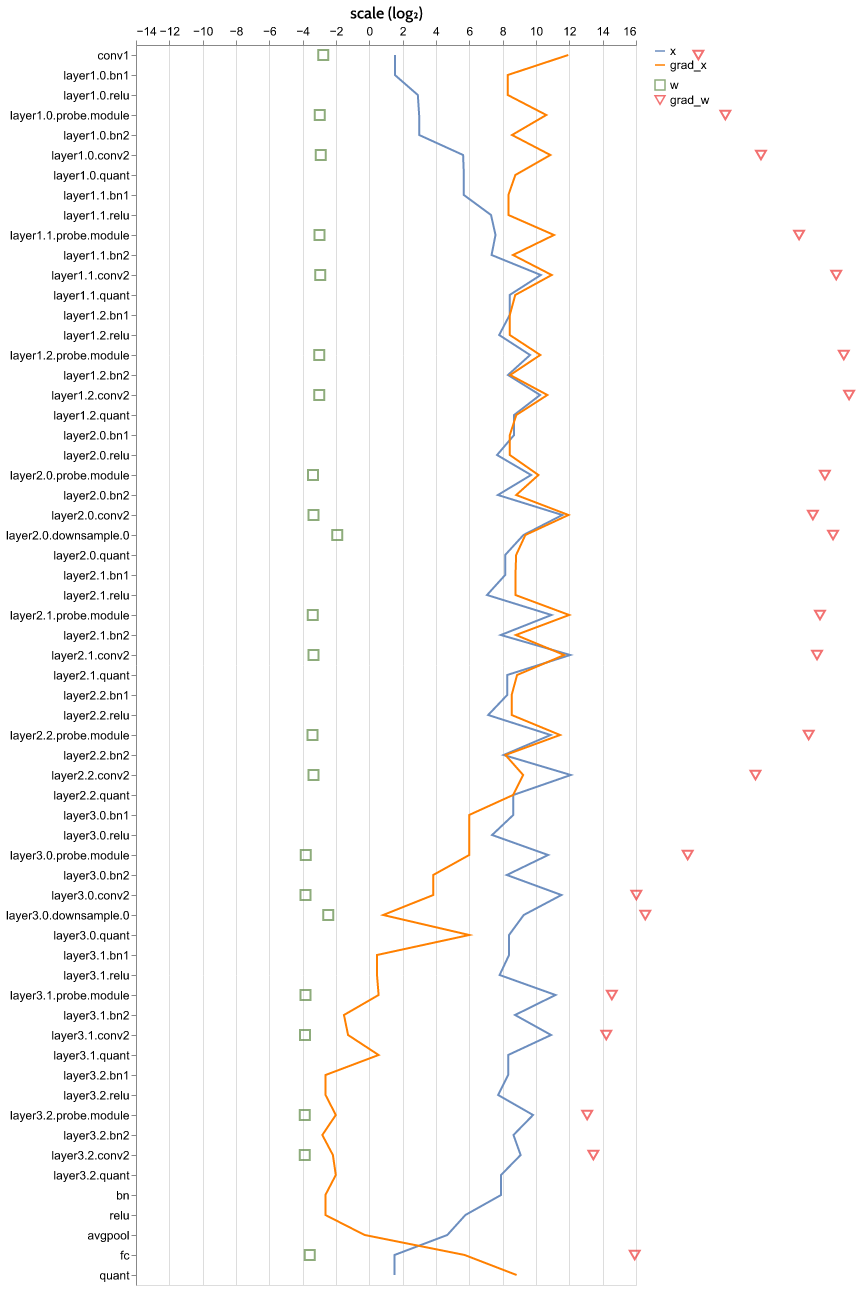 scale (log₂)
−14 −12 −10 −8 −6 −4 −2 0 2 4 6 8 10 12 14 16
x
grad_x
w
grad_w
conv1
layer1.0.bn1
layer1.0.relu
layer1.0.probe.module
layer1.0.bn2
layer1.0.conv2
layer1.0.quant
layer1.1.bn1
layer1.1.relu
layer1.1.probe.module
layer1.1.bn2
layer1.1.conv2
layer1.1.quant
layer1.2.bn1
layer1.2.relu
layer1.2.probe.module
layer1.2.bn2
layer1.2.conv2
layer1.2.quant
layer2.0.bn1
layer2.0.relu
layer2.0.probe.module
layer2.0.bn2
layer2.0.conv2
layer2.0.downsample.0
layer2.0.quant
layer2.1.bn1
layer2.1.relu
layer2.1.probe.module
layer2.1.bn2
layer2.1.conv2
layer2.1.quant
layer2.2.bn1
layer2.2.relu
layer2.2.probe.module
layer2.2.bn2
layer2.2.conv2
layer2.2.quant
layer3.0.bn1
layer3.0.relu
layer3.0.probe.module
layer3.0.bn2
layer3.0.conv2
layer3.0.downsample.0
layer3.0.quant
layer3.1.bn1
layer3.1.relu
layer3.1.probe.module
layer3.1.bn2
layer3.1.conv2
layer3.1.quant
layer3.2.bn1
layer3.2.relu
layer3.2.probe.module
layer3.2.bn2
layer3.2.conv2
layer3.2.quant
bn
relu
avgpool
fc
quant